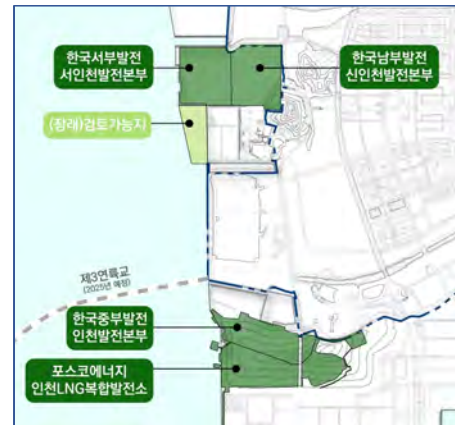 한국서부발전
서인천발전본부
한국남부발전
신인천발전본부
(장래)검토가능지
제3연륙교
(2025년 예정)
한국중부발전
인천발전본부
포스코에너지
인천LNG복합발전소